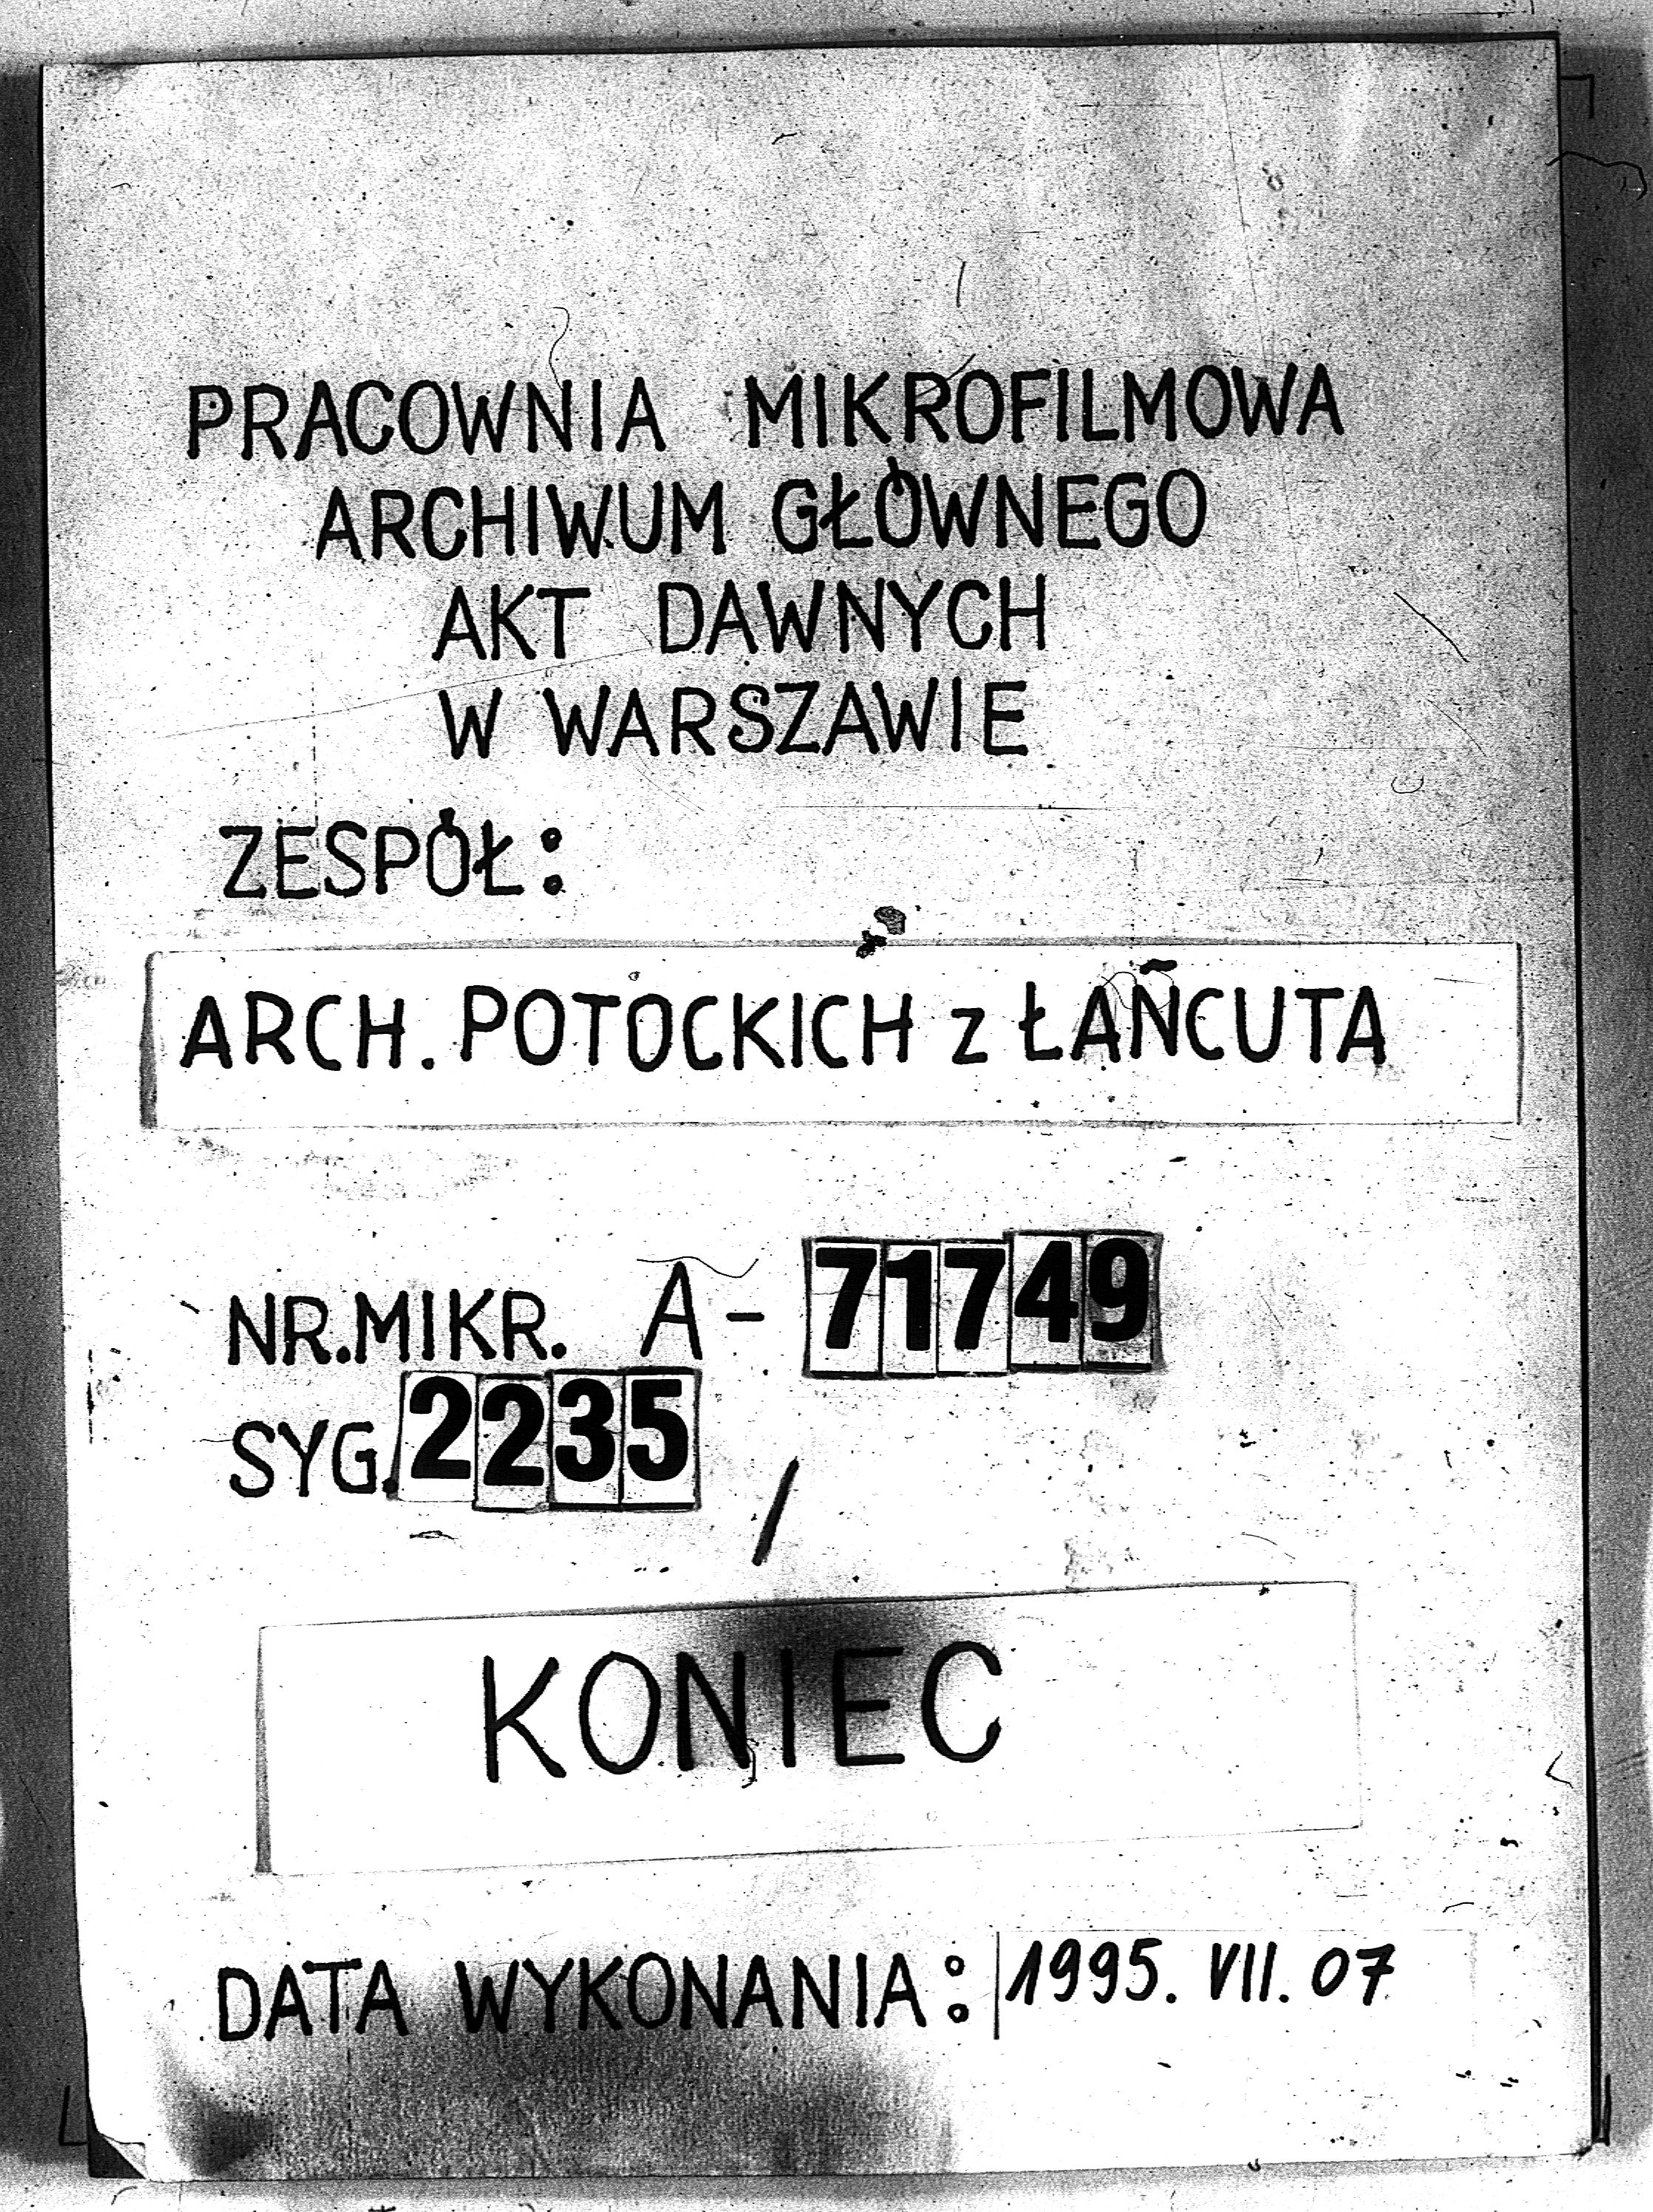 PRACOWNIA MIKROFILMOWA
ARCHIWUM GŁÓWNEGO
AKT DAWNYCH
W WARSZAWIE
ZESPÓŁ:
ARCH. POTOCKICH z ŁAŃCUTA
NR.MIKR. A-71749
SYG.2235 /
KONIEC
DATA WYKONANIA: 1995. VII. 07